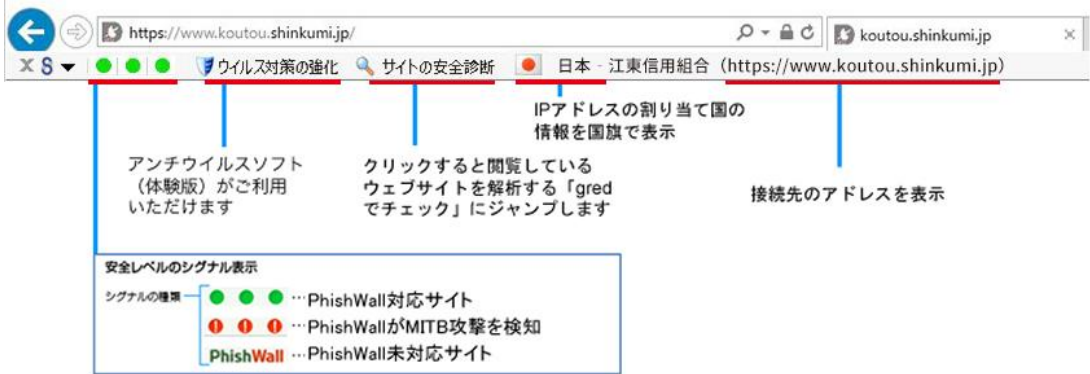 https://www.koutou.shinkumi.jp/
koutou.shinkumi.jp
ウイルス対策の強化 サイトの安全診断 日本 - 江東信用組合（https://www.koutou.shinkumi.jp）
IPアドレスの割り当て国の
情報を国旗で表示
アンチウイルスソフト
（体験版）がご利用
いただけます
クリックすると閲覧している
ウェブサイトを解析する「gred
でチェック」にジャンプします
接続先のアドレスを表示
安全レベルのシグナル表示
シグナルの種類
…PhishWall対応サイト
…PhishWallがMITB攻撃を検知
PhishWall …PhishWall未対応サイト